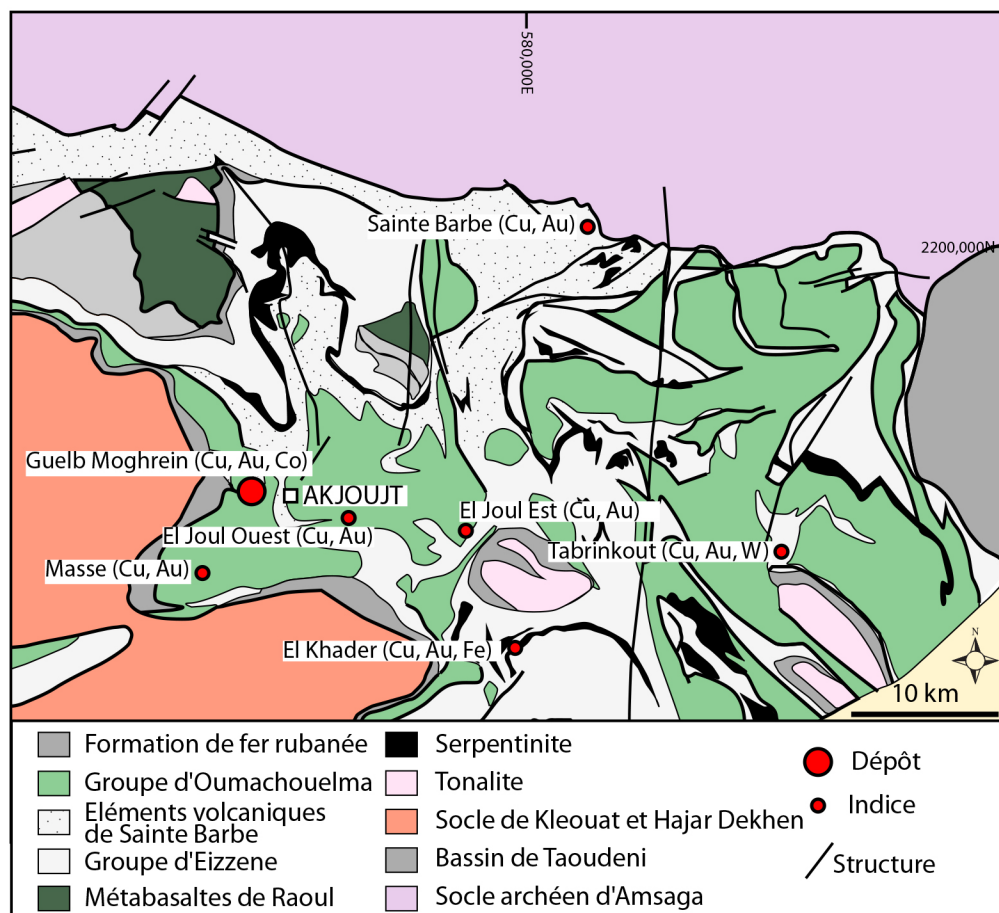 580,000E
Sainte Barbe (Cu, Au)
2200,000N
Guelb Moghrein (Cu, Au, Co)
AKJOUJT
El Joul Est (Cu, Au)
El Joul Ouest (Cu, Au)
Tabrinkout (Cu, Au, W)
Masse (Cu, Au)
El Khader (Cu, Au, Fe)
N
10 km
Formation de fer rubanée
Groupe d'Oumachouelma
Eléments volcaniques
de Sainte Barbe
Groupe d'Eizzene
Métabasaltes de Raoul
Serpentinite
Tonalite
Socle de Kleouat et Hajar Dekhen
Bassin de Taoudeni
Socle archéen d'Amsaga
Dépôt
Indice
Structure